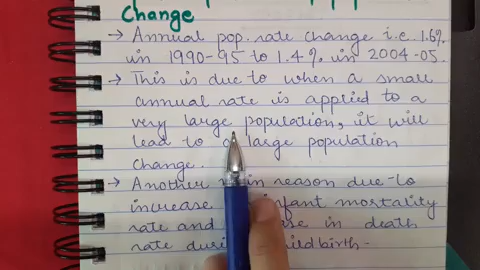 Change
→ Annual pop. rate change i.e. 1.6%
in 1990-95 to 1.4% in 2004-05.
→ This is due to when a small
annual rate is applied to a
very large population, it will
lead to a large population
change.
→ Another reason due to
increase infant mortality
rate and in death
rate childbirth -